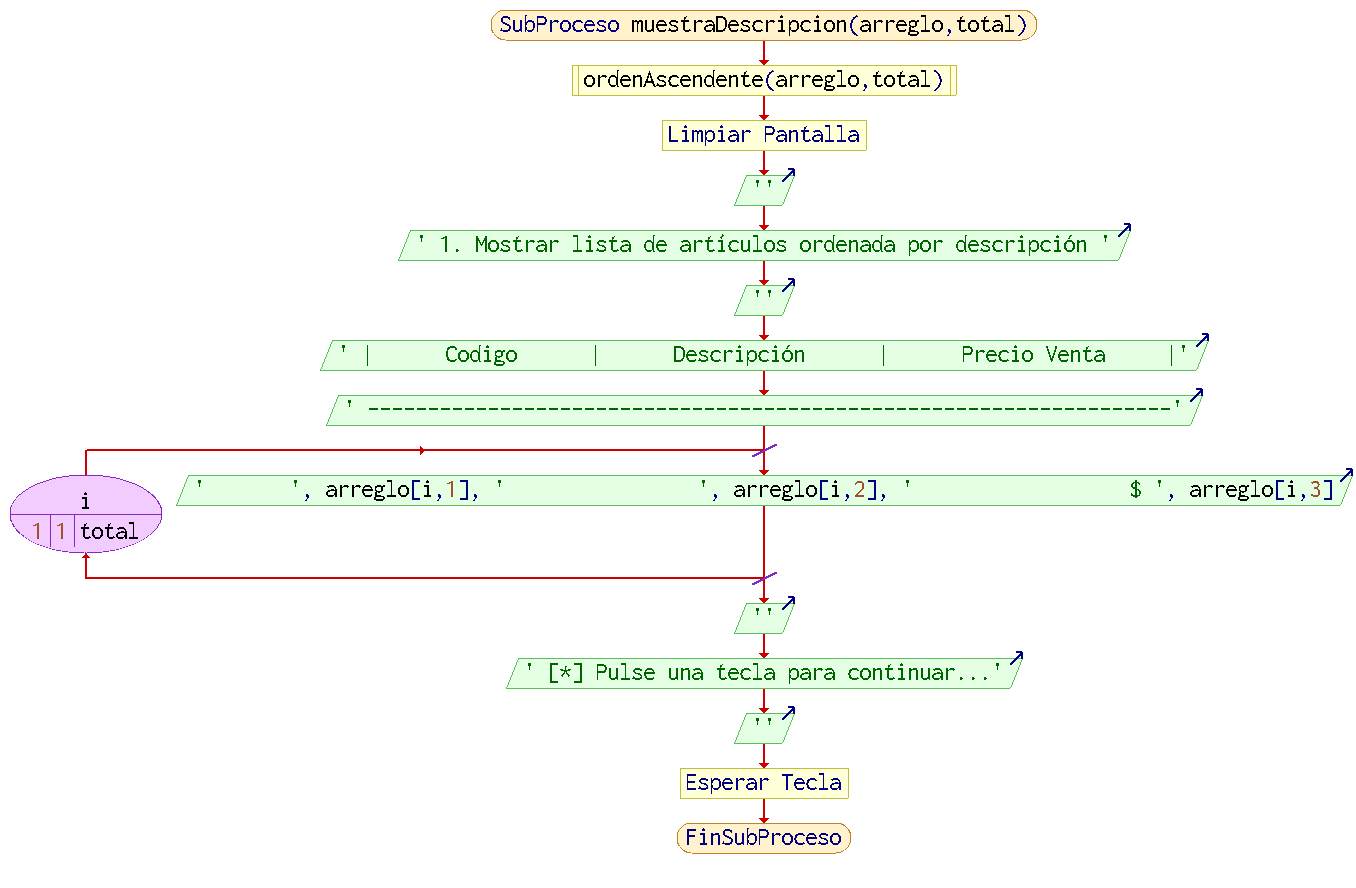 SubProceso muestraDescripcion(arreglo,total)
ordenAscendente(arreglo,total)
Limpiar Pantalla
''
' 1. Mostrar lista de artículos ordenada por descripción '
''
' |      Codigo      |      Descripción      |      Precio Venta     |'
' -------------------------------------------------------------------'
i
1 1 total
'       ', arreglo[i,1], '                ', arreglo[i,2], '                  $ ', arreglo[i,3]
''
' [*] Pulse una tecla para continuar...'
''
Esperar Tecla
FinSubProceso